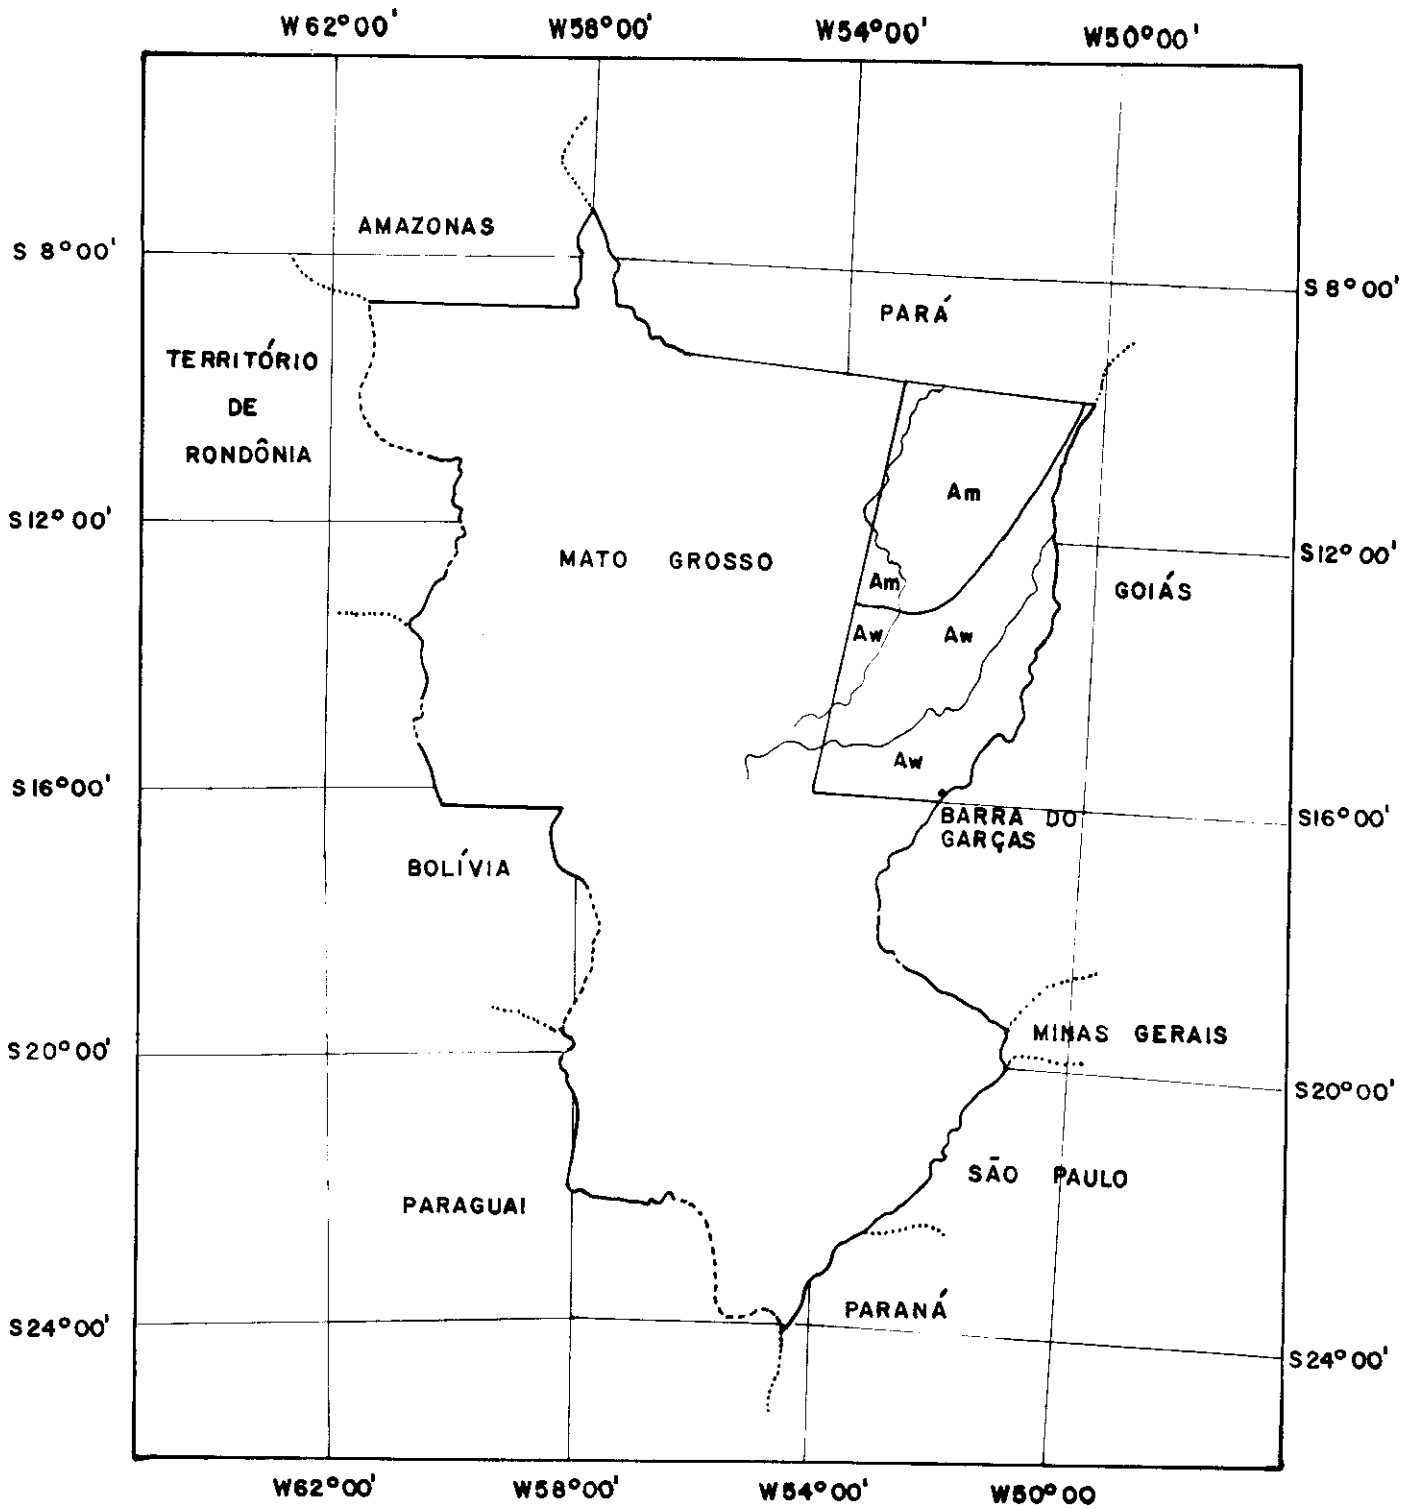 W62°00' W58°00' W54°00' W50°00'
AMAZONAS
S 8°00'
S 8°00'
PARÁ
TERRITÓRIO
DE
RONDÔNIA
Am
S12°00'
S12°00'
MATO GROSSO
Am
GOIÁS
Aw
Aw
Aw
S16°00'
S16°00'
BARRA DO
GARÇAS
BOLÍVIA
MINAS GERAIS
S20°00'
S20°00'
SÃO PAULO
PARAGUAI
PARANÁ
S24°00'
S24°00'
W62°00' W58°00' W54°00' W50°00